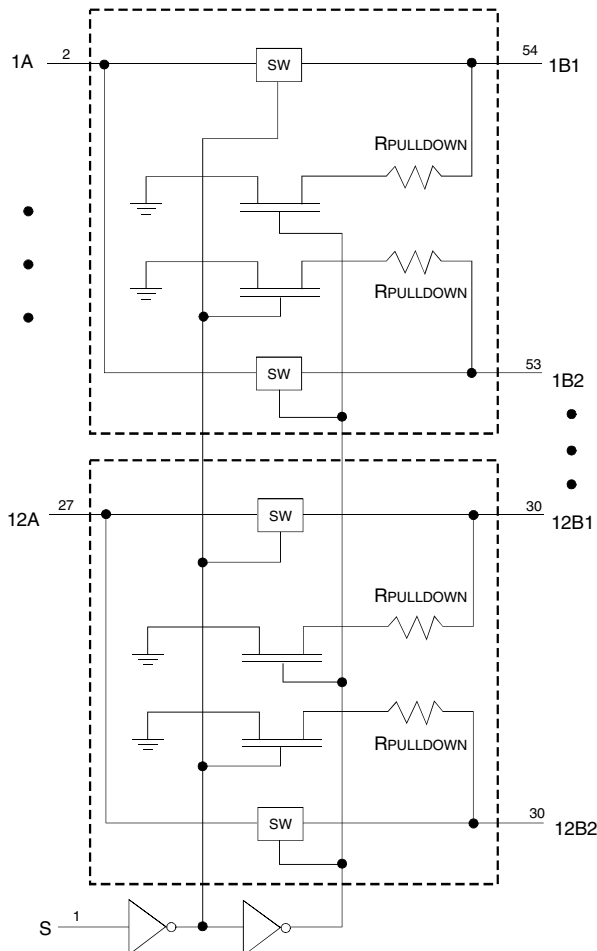 1A 2 SW 54 1B1
RPULLDOWN
RPULLDOWN
SW 53 1B2
12A 27 SW 30 12B1
RPULLDOWN
RPULLDOWN
SW 30 12B2
S 1